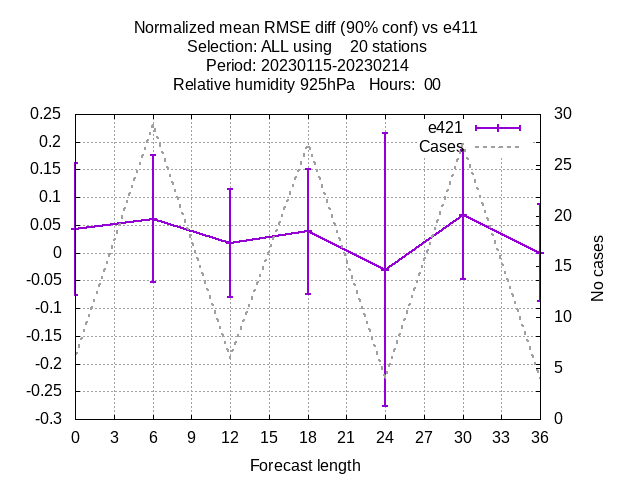 Normalized mean RMSE diff (90% conf) vs e411
Selection: ALL using    20 stations
Period: 20230115-20230214
Relative humidity 925hPa   Hours:  00
0.25
0.2
0.15
0.1
0.05
0
-0.05
-0.1
-0.15
-0.2
-0.25
-0.3
e421
Cases
30
25
20
15
10
5
0
No cases
0 3 6 9 12 15 18 21 24 27 30 33 36
Forecast length